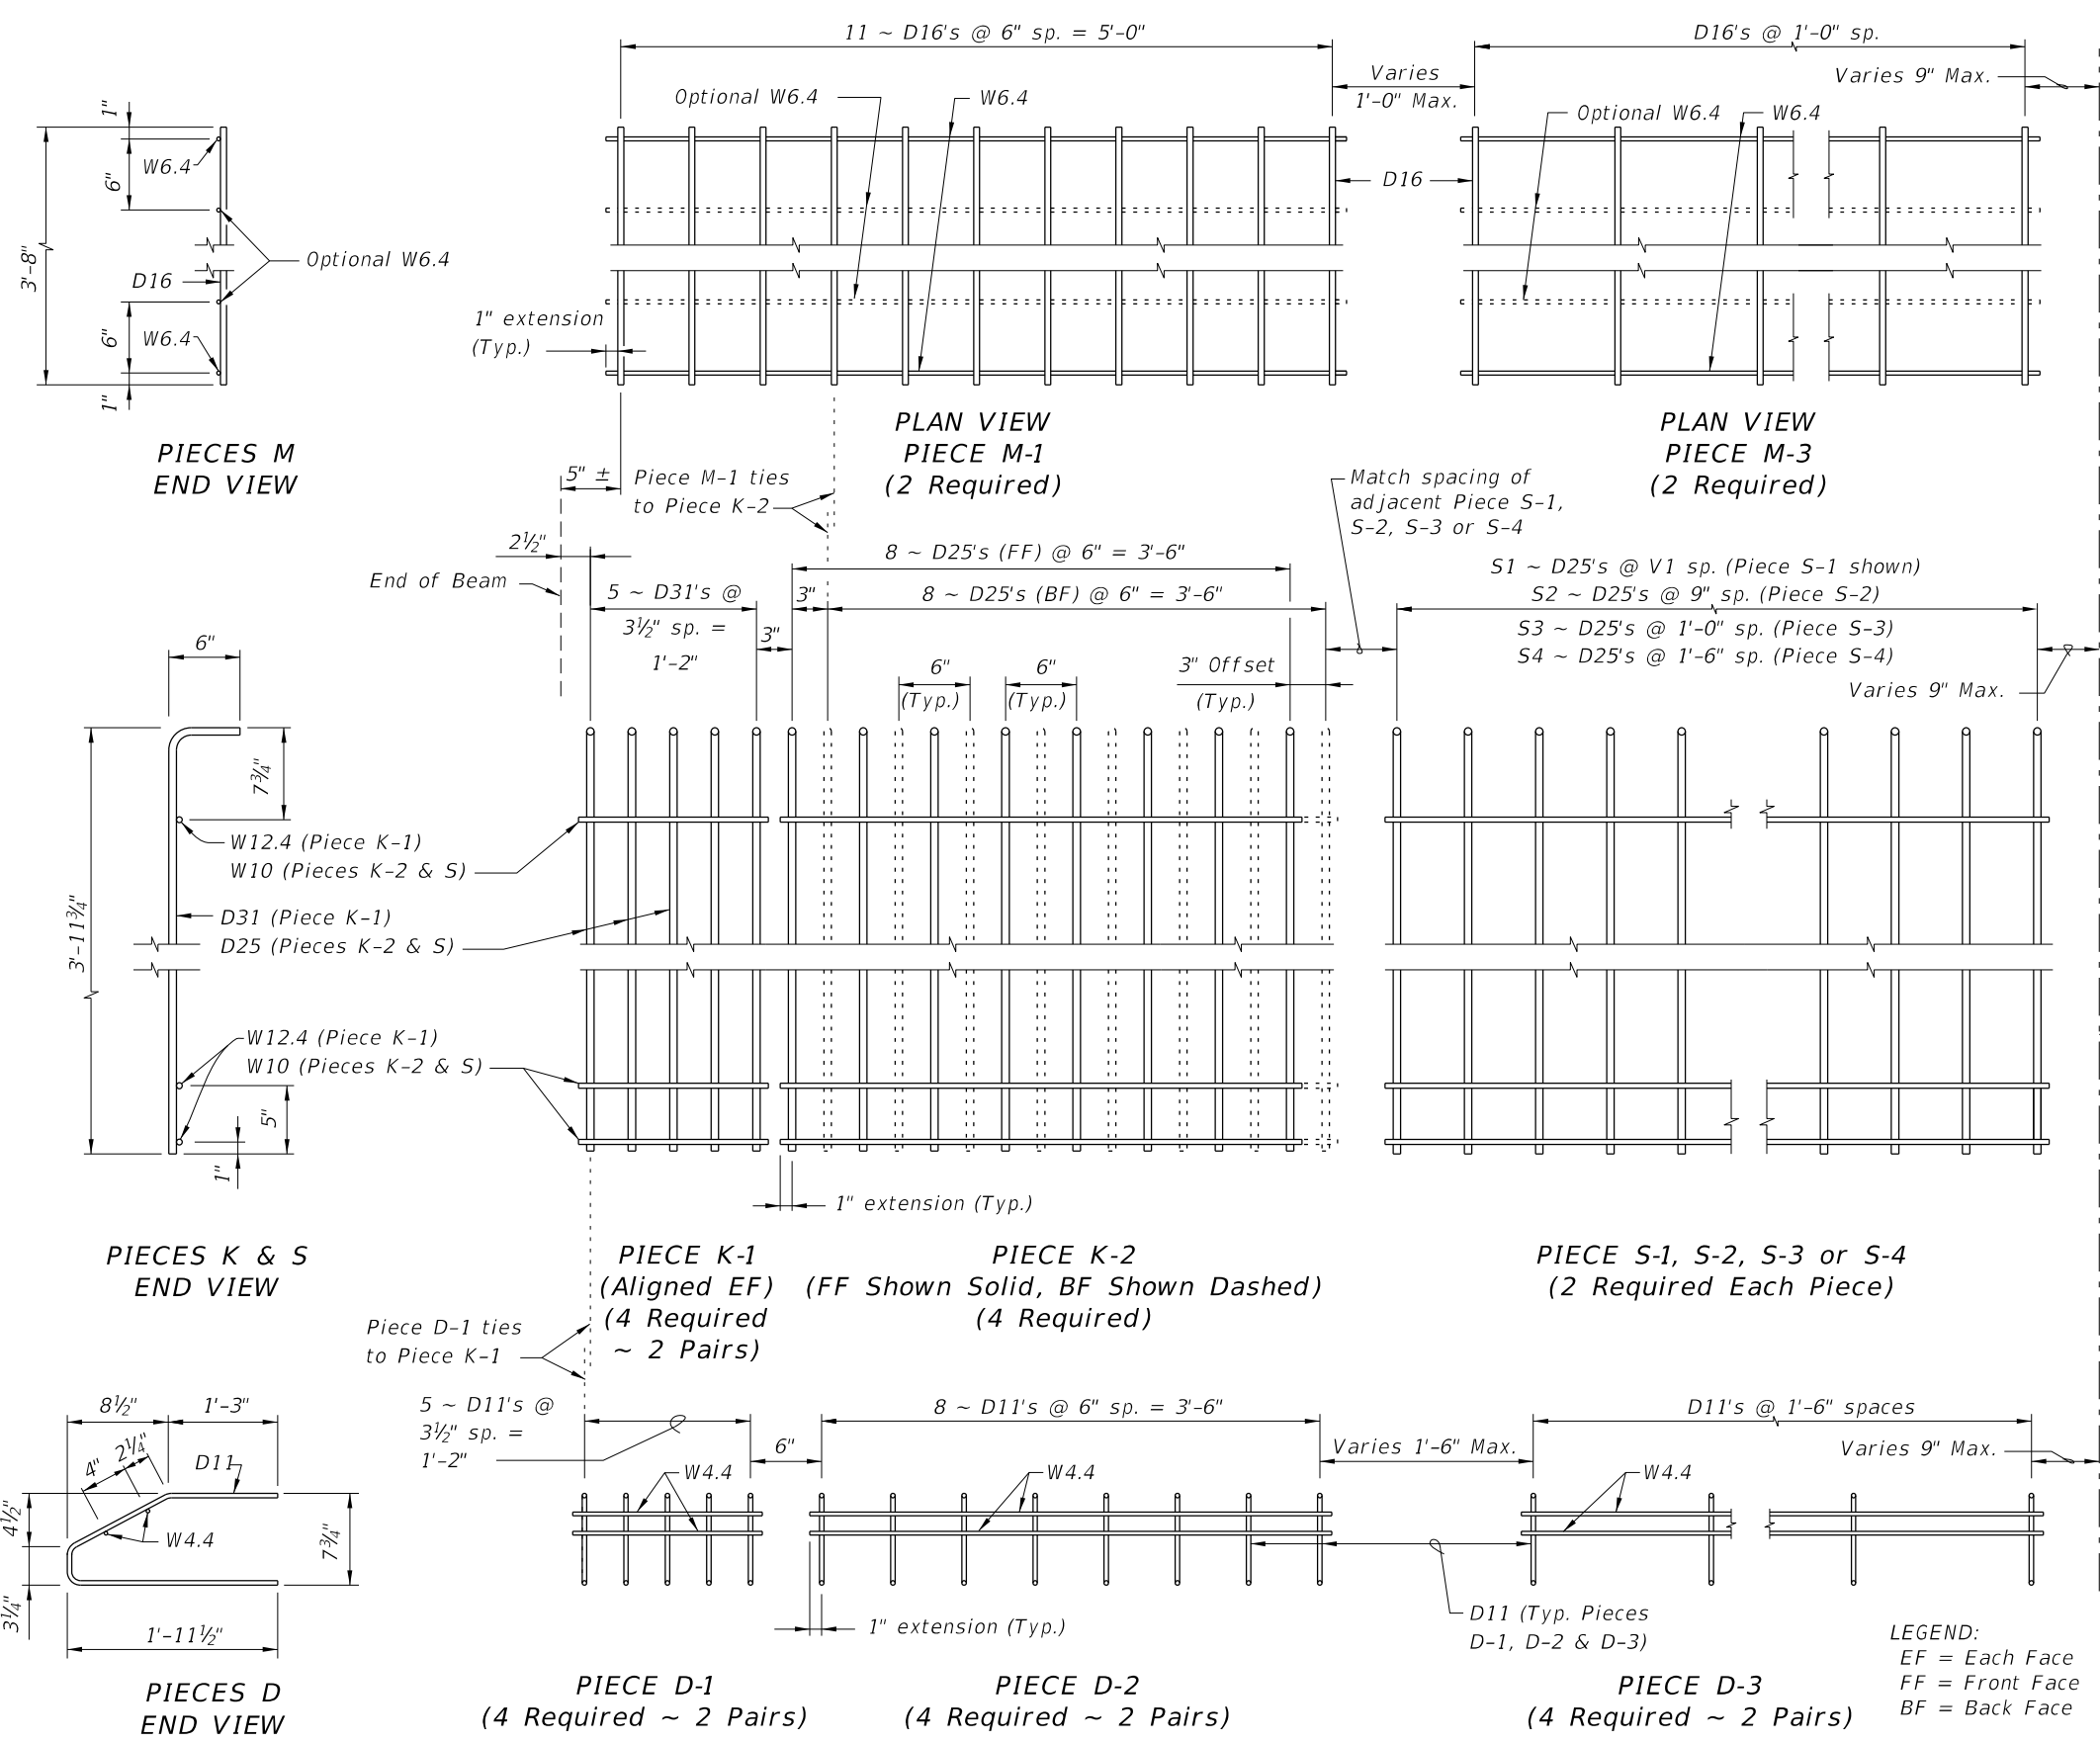 11 ~ D16's @ 6" sp. = 5'-0"
D16's @ 1'-0" sp.
Varies
1'-0" Max.
Varies 9" Max.
Optional W6.4
W6.4
Optional W6.4
W6.4
1"
6"
W6.4
3'-8"
D16
Optional W6.4
D16
6"
W6.4
1"
1" extension
(Typ.)
PIECES M
END VIEW
PLAN VIEW
PIECE M-1
(2 Required)
PLAN VIEW
PIECE M-3
(2 Required)
5" ±
Piece M-1 ties
to Piece K-2
Match spacing of
adjacent Piece S-1,
S-2, S-3 or S-4
2½"
End of Beam
5 ~ D31's @
3½" sp. =
1'-2"
3"
8 ~ D25's (FF) @ 6" = 3'-6"
3"
8 ~ D25's (BF) @ 6" = 3'-6"
S1 ~ D25's @ V1 sp. (Piece S-1 shown)
S2 ~ D25's @ 9" sp. (Piece S-2)
S3 ~ D25's @ 1'-0" sp. (Piece S-3)
S4 ~ D25's @ 1'-6" sp. (Piece S-4)
6"
(Typ.)
6"
(Typ.)
3" Offset
(Typ.)
Varies 9" Max.
6"
7¾"
W12.4 (Piece K-1)
W10 (Pieces K-2 & S)
3'-11¾"
D31 (Piece K-1)
D25 (Pieces K-2 & S)
W12.4 (Piece K-1)
W10 (Pieces K-2 & S)
5"
1"
1" extension (Typ.)
PIECES K & S
END VIEW
PIECE K-1
(Aligned EF)
(4 Required
~ 2 Pairs)
PIECE K-2
(FF Shown Solid, BF Shown Dashed)
(4 Required)
PIECE S-1, S-2, S-3 or S-4
(2 Required Each Piece)
Piece D-1 ties
to Piece K-1
8½"
1'-3"
4"
2¼"
D11
4½"
W4.4
7¾"
3¼"
1'-11½"
5 ~ D11's @
3½" sp. =
1'-2"
6"
W4.4
8 ~ D11's @ 6" sp. = 3'-6"
W4.4
Varies 1'-6" Max.
D11's @ 1'-6" spaces
Varies 9" Max.
W4.4
1" extension (Typ.)
D11 (Typ. Pieces
D-1, D-2 & D-3)
PIECES D
END VIEW
PIECE D-1
(4 Required ~ 2 Pairs)
PIECE D-2
(4 Required ~ 2 Pairs)
PIECE D-3
(4 Required ~ 2 Pairs)
LEGEND:
EF = Each Face
FF = Front Face
BF = Back Face